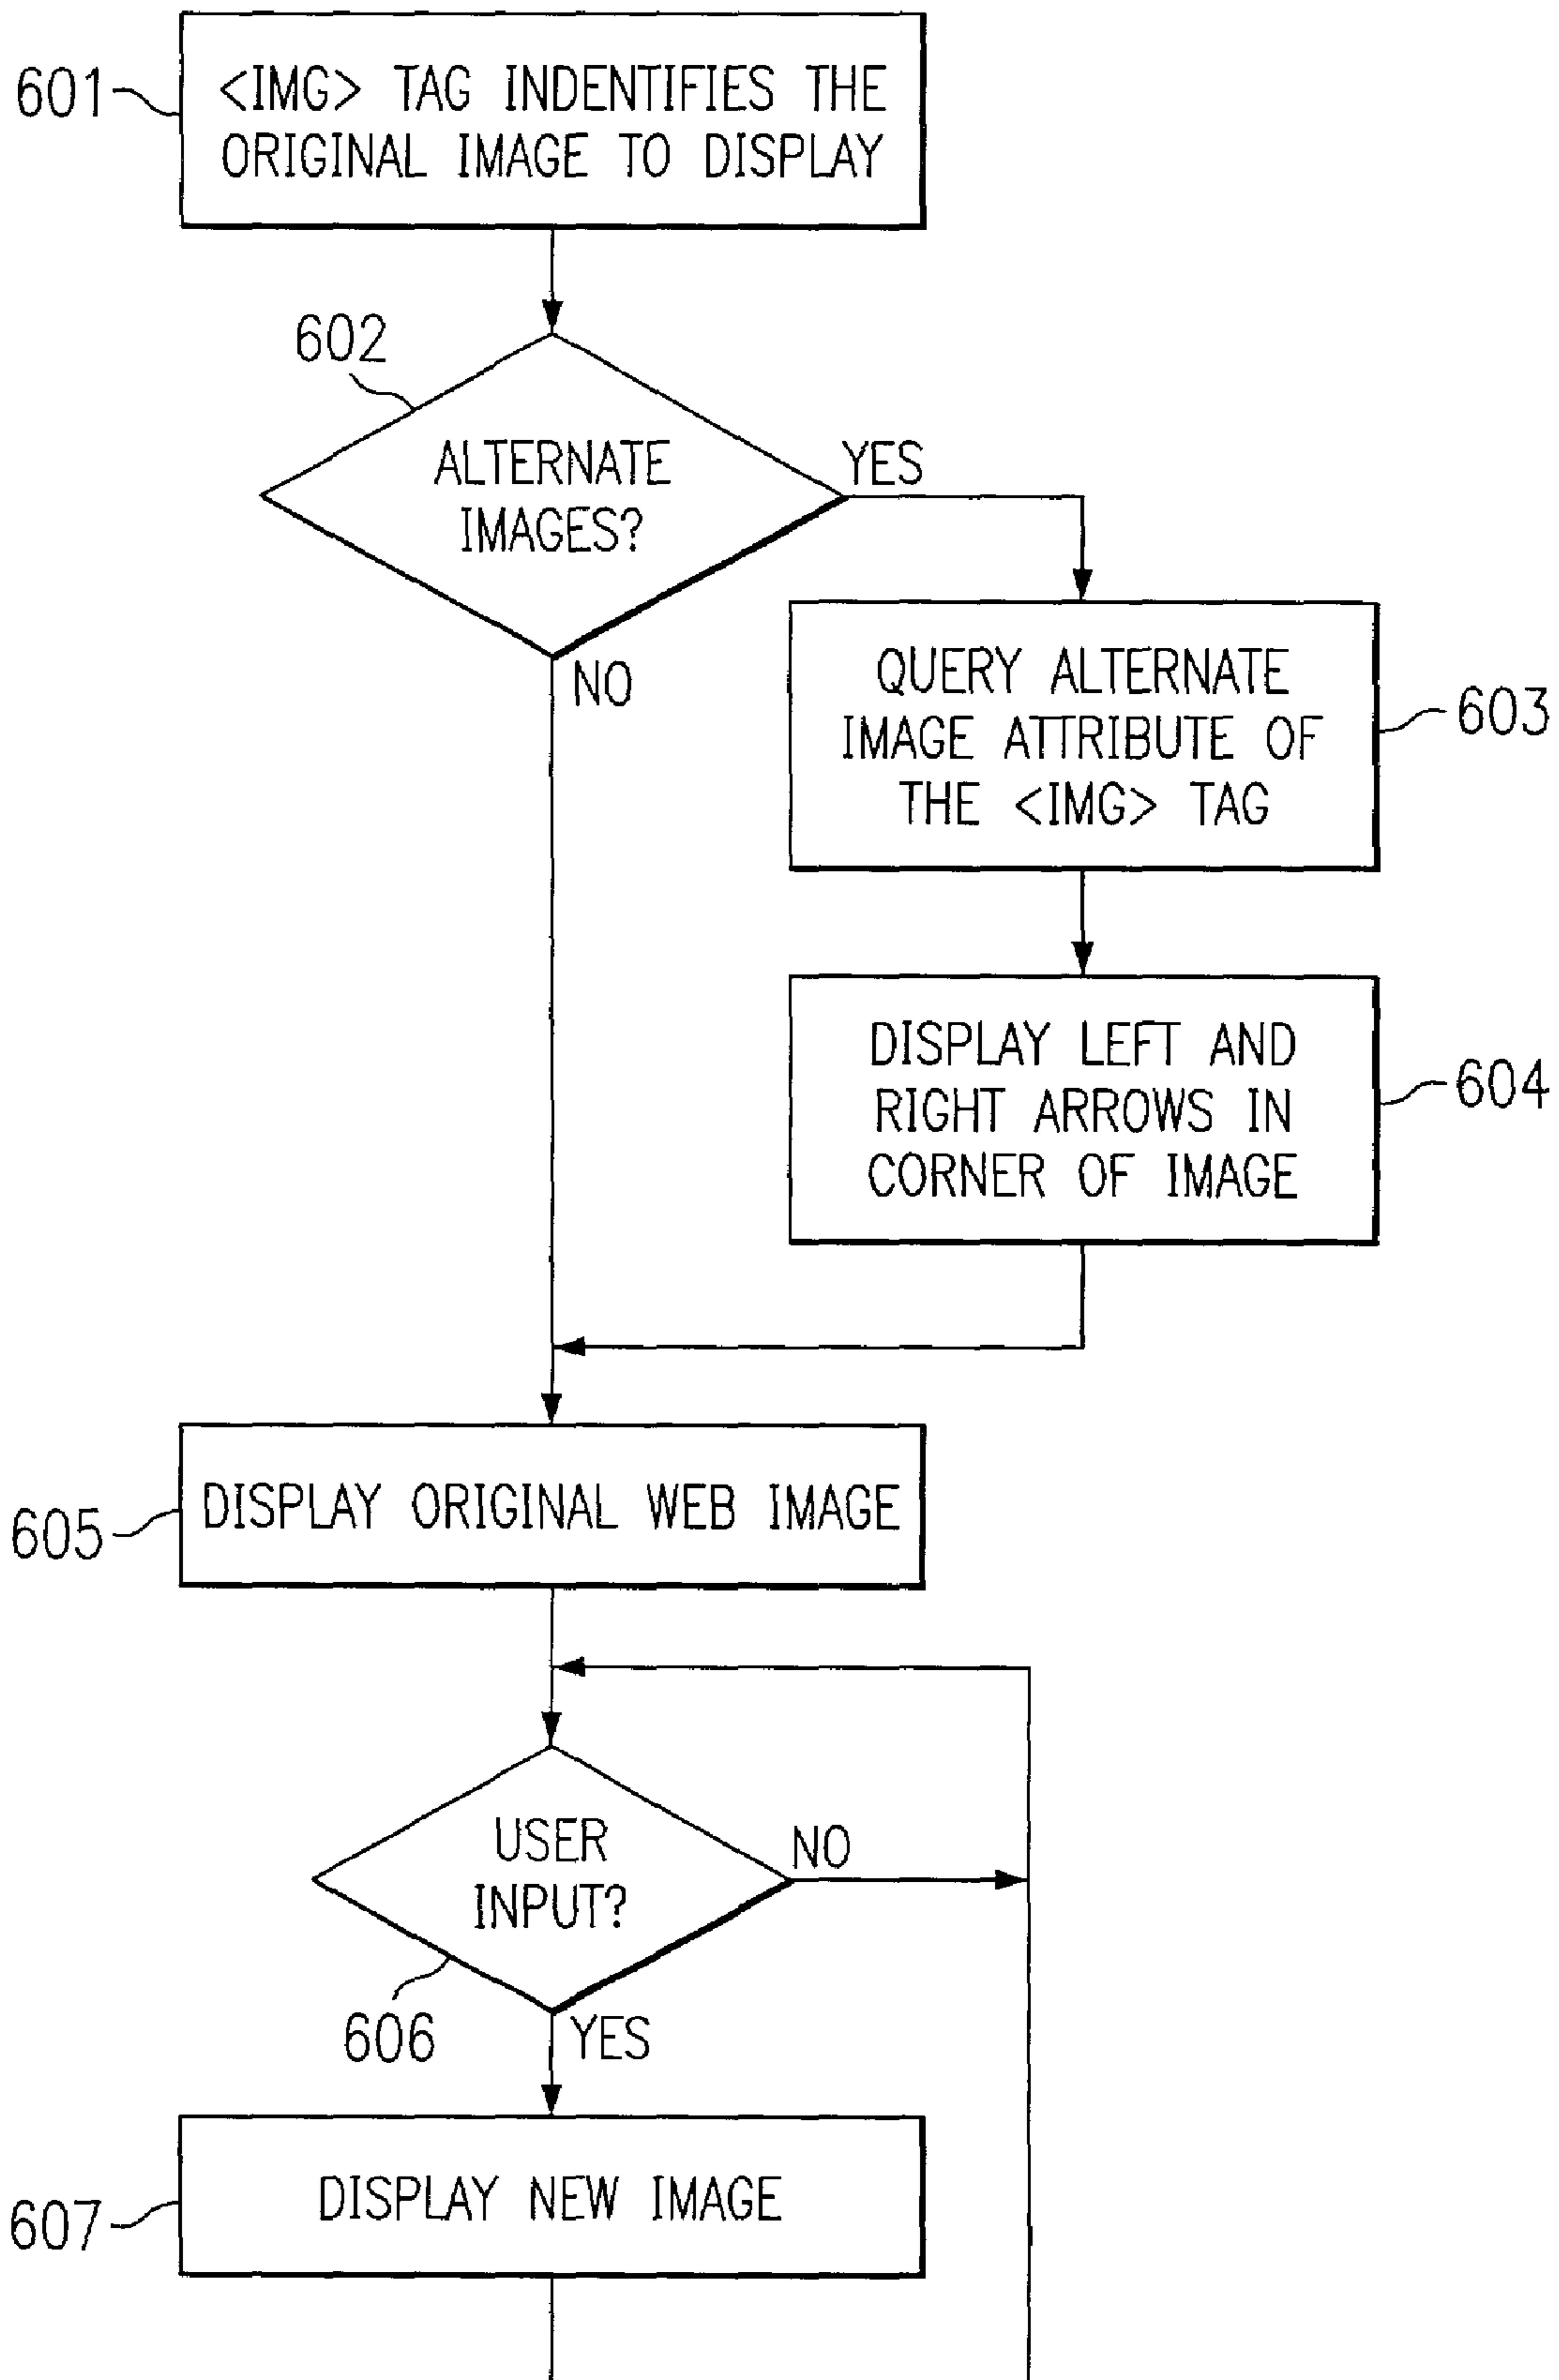 601
<IMG> TAG INDENTIFIES THE
ORIGINAL IMAGE TO DISPLAY
602
ALTERNATE
IMAGES?
YES
NO
QUERY ALTERNATE
IMAGE ATTRIBUTE OF
THE <IMG> TAG
603
DISPLAY LEFT AND
RIGHT ARROWS IN
CORNER OF IMAGE
604
605
DISPLAY ORIGINAL WEB IMAGE
USER
INPUT?
NO
606
YES
607
DISPLAY NEW IMAGE